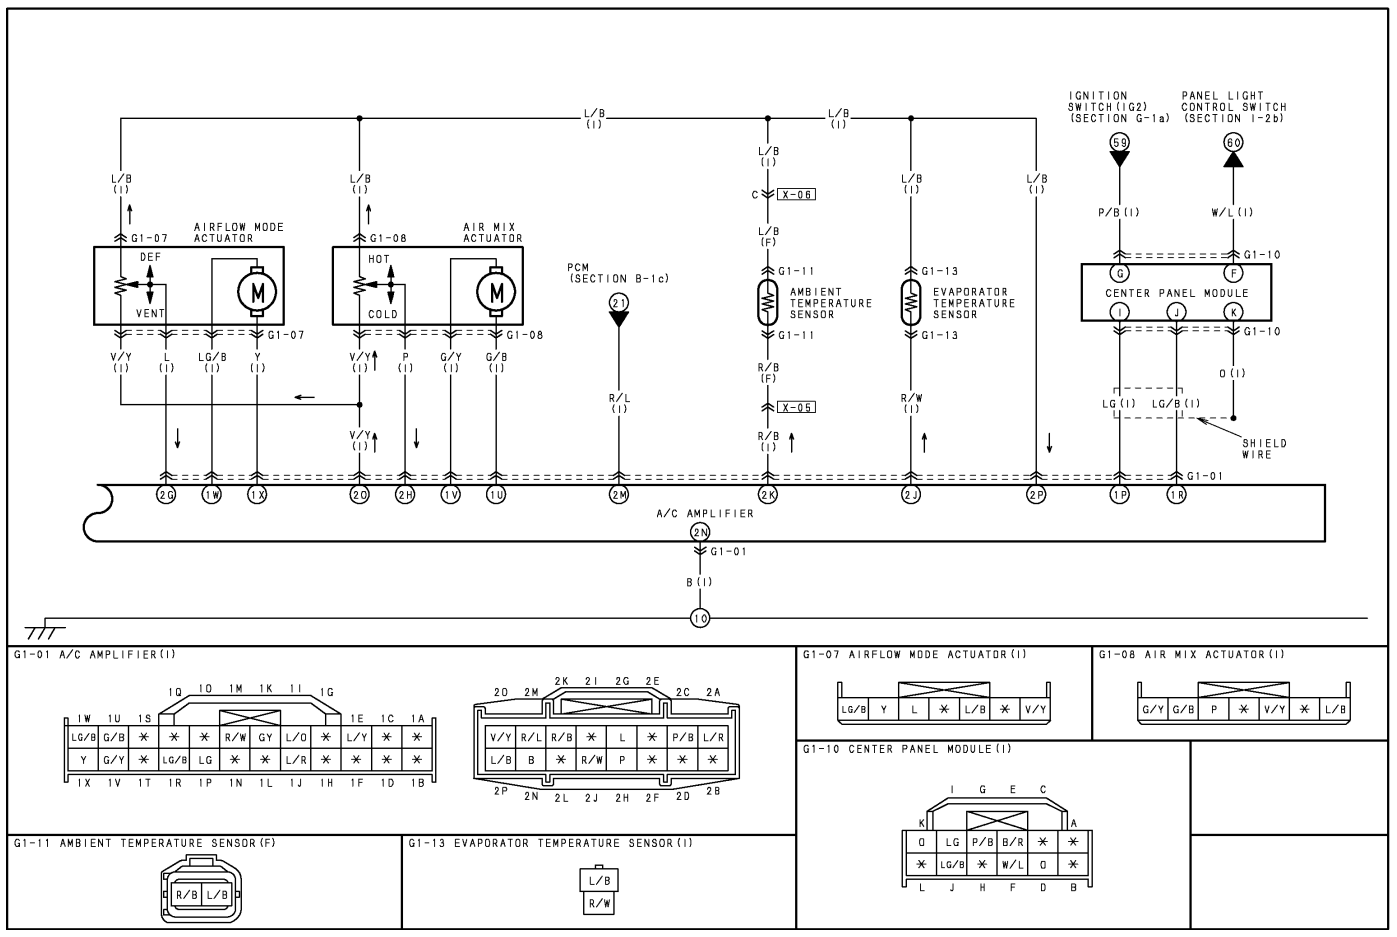 IGNITION
SWITCH(IG2)
(SECTION G-1a)
PANEL LIGHT
CONTROL SWITCH
(SECTION I-2b)
L/B
(I)
L/B
(I)
59
60
L/B
(I)
L/B
(I)
L/B
(I)
L/B
(I)
L/B
(I)
L/B
(I)
C X-06
P/B(I)
W/L(I)
G1-07
AIRFLOW MODE
ACTUATOR
G1-08
AIR MIX
ACTUATOR
L/B
(F)
G1-10
DEF
VENT
M
HOT
COLD
M
PCM
(SECTION B-1c)
21
G1-11
AMBIENT
TEMPERATURE
SENSOR
G1-11
G1-13
EVAPORATOR
TEMPERATURE
SENSOR
G1-13
G F
CENTER PANEL MODULE
I J K
G1-10
G1-07
G1-08
V/Y
(I)
L
(I)
LG/B
(I)
Y
(I)
V/Y
(I)
P
(I)
G/Y
(I)
G/B
(I)
R/B
(F)
O(I)
R/L
(I)
X-05
R/W
(I)
LG(I) LG/B(I)
V/Y
(I)
R/B
(I)
SHIELD
WIRE
G1-01
2G 1W 1X 2O 2H 1V 1U 2M 2K 2J 2P 1P 1R
A/C AMPLIFIER
2N
G1-01
B(I)
10
G1-01 A/C AMPLIFIER(I)
1Q 1O 1M 1K 1I 1G
1W 1U 1S 1E 1C 1A
LG/B G/B * * * R/W GY L/O * L/Y * *
Y G/Y * LG/B LG * * L/R * * * *
1X 1V 1T 1R 1P 1N 1L 1J 1H 1F 1D 1B
2O 2M 2K 2I 2G 2E 2C 2A
V/Y R/L R/B * L * P/B L/R
L/B B * R/W P * * *
2P 2N 2L 2J 2H 2F 2D 2B
G1-07 AIRFLOW MODE ACTUATOR(I)
LG/B Y L * L/B * V/Y
G1-08 AIR MIX ACTUATOR(I)
G/Y G/B P * V/Y * L/B
G1-10 CENTER PANEL MODULE(I)
I G E C
K A
O LG P/B B/R * *
* LG/B * W/L O *
L J H F D B
G1-11 AMBIENT TEMPERATURE SENSOR(F)
R/B L/B
G1-13 EVAPORATOR TEMPERATURE SENSOR(I)
L/B
R/W